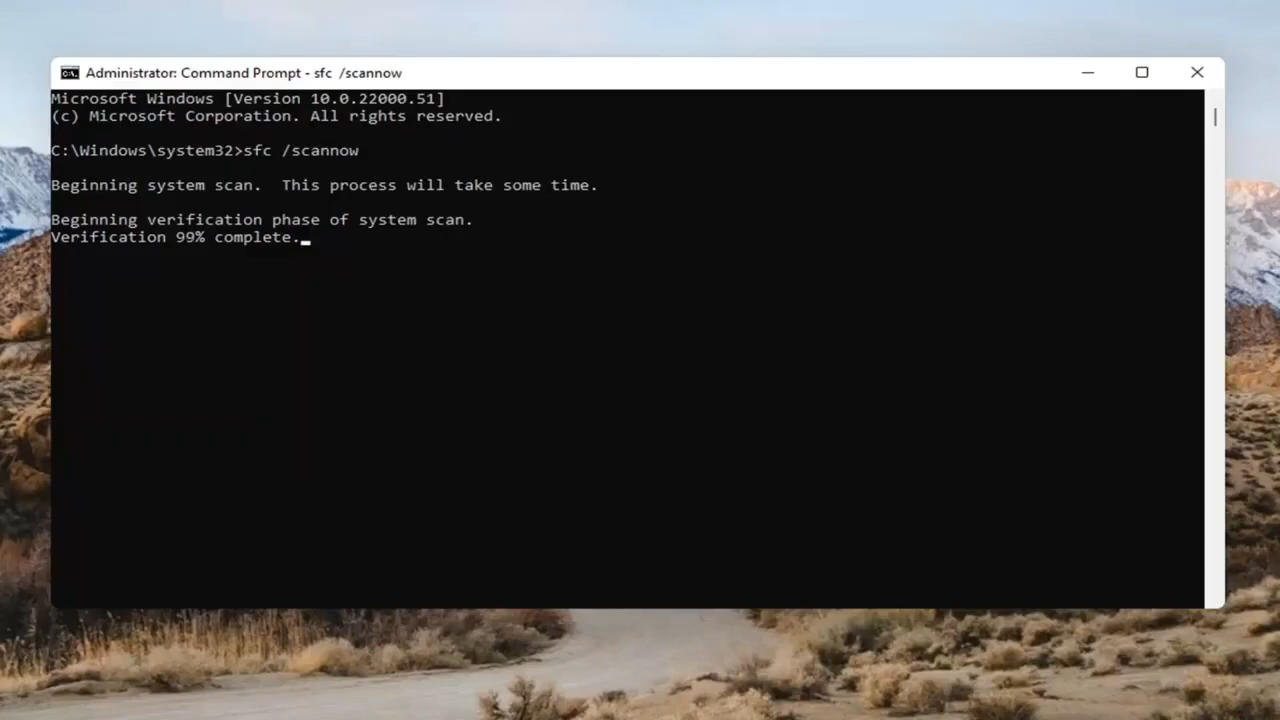 Administrator: Command Prompt - sfc  /scannow
Microsoft Windows [Version 10.0.22000.51]
(c) Microsoft Corporation. All rights reserved.
C:\Windows\system32>sfc /scannow
Beginning system scan.  This process will take some time.
Beginning verification phase of system scan.
Verification 99% complete.